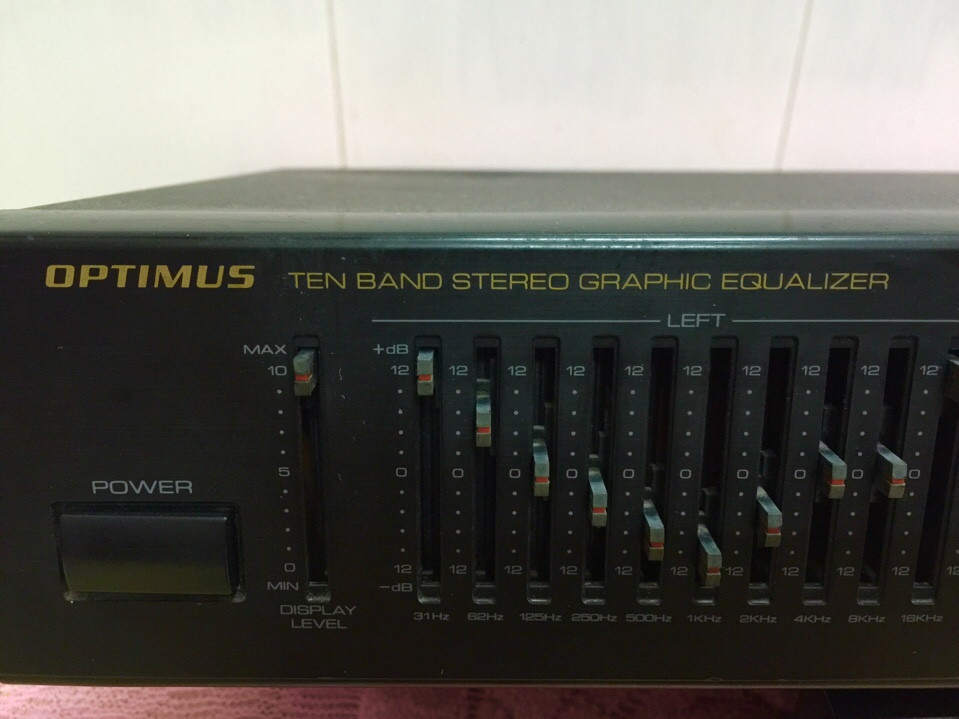 OPTIMUS TEN BAND STEREO GRAPHIC EQUALIZER
LEFT
MAX +dB
10 12 12 12 12 12 12 12 12 12 12
5 0 0 0 0 0 0 0 0 0
POWER
0 12 12 12 12 12 12 12 12 12 12
MIN -dB
DISPLAY
LEVEL
31Hz 62Hz 125Hz 250Hz 500Hz 1KHz 2KHz 4KHz 8KHz 16KHz